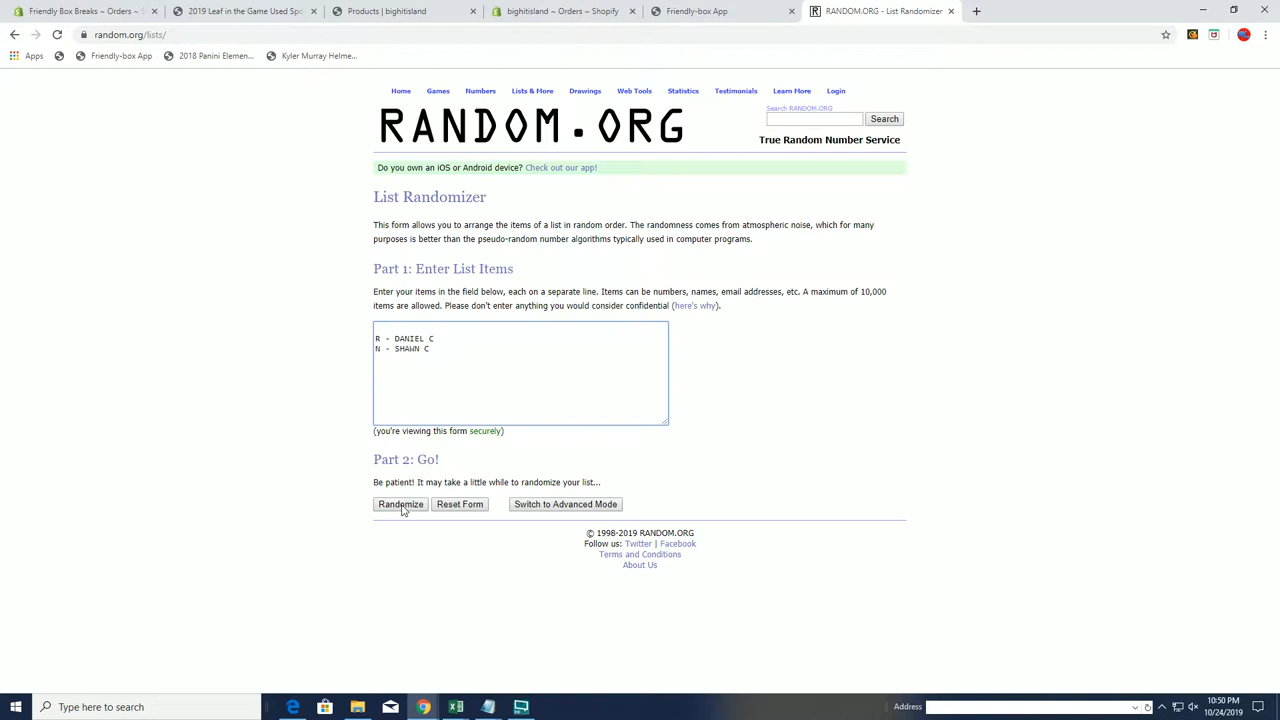 Friendly Box Breaks ~ Orders ~ S
2019 Leaf in the Game Used Spo
Products | bighitisland
bighitisland ~ Orders ~ Shopify
Friendly-box App
RANDOM.ORG - List Randomizer
random.org/lists/
Apps
Friendly-box App
2018 Panini Elemen...
Kyler Murray Helme...
Home Games Numbers Lists & More Drawings Web Tools Statistics Testimonials Learn More Login
RANDOM.ORG
Search RANDOM.ORG
Search
True Random Number Service
Do you own an iOS or Android device? Check out our app!
List Randomizer
This form allows you to arrange the items of a list in random order. The randomness comes from atmospheric noise, which for many
purposes is better than the pseudo-random number algorithms typically used in computer programs.
Part 1: Enter List Items
Enter your items in the field below, each on a separate line. Items can be numbers, names, email addresses, etc. A maximum of 10,000
items are allowed. Please don't enter anything you would consider confidential (here's why).
R - DANIEL C
N - SHAWN C
(you're viewing this form securely)
Part 2: Go!
Be patient! It may take a little while to randomize your list...
Randomize Reset Form Switch to Advanced Mode
© 1998-2019 RANDOM.ORG
Follow us: Twitter | Facebook
Terms and Conditions
About Us
Type here to search
Address
10:50 PM
10/24/2019